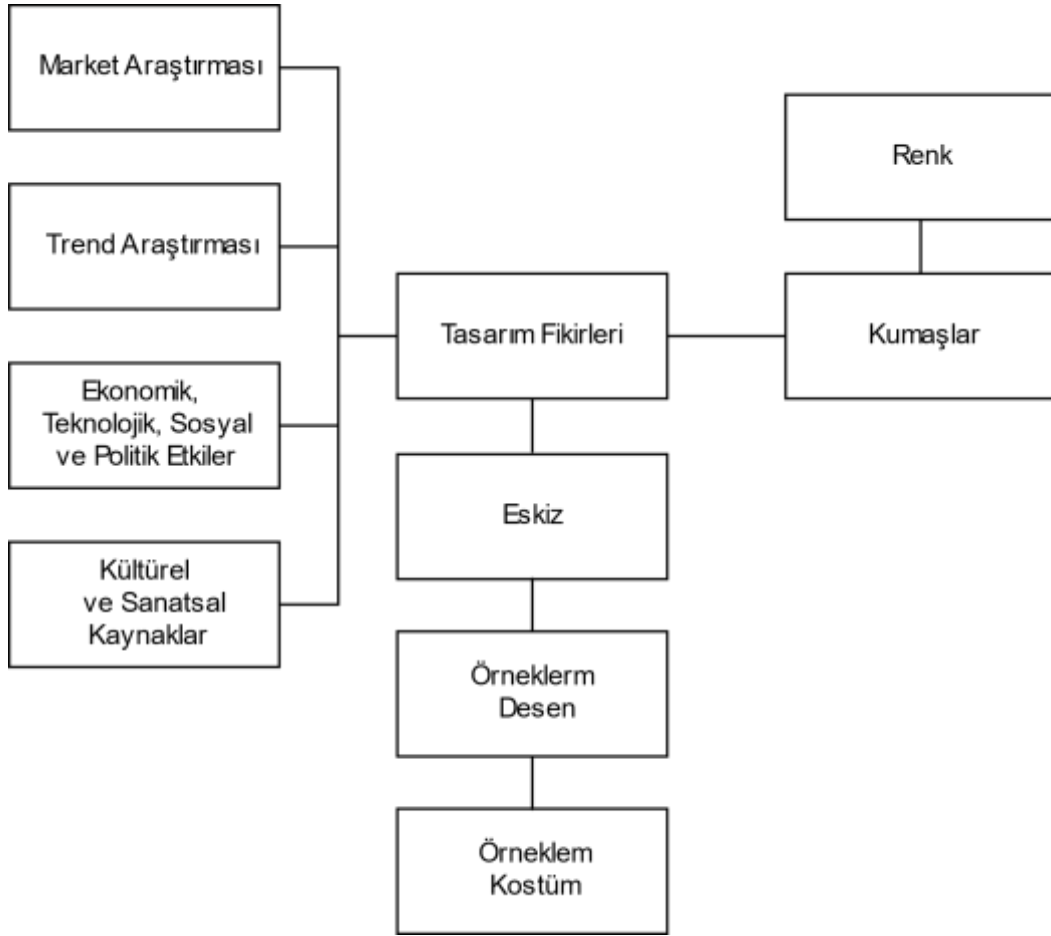 Market Araştırması
Renk
Trend Araştırması
Tasarım Fikirleri
Kumaşlar
Ekonomik,
Teknolojik, Sosyal
ve Politik Etkiler
Eskiz
Kültürel
ve Sanatsal
Kaynaklar
Örneklerm
Desen
Örneklem
Kostüm